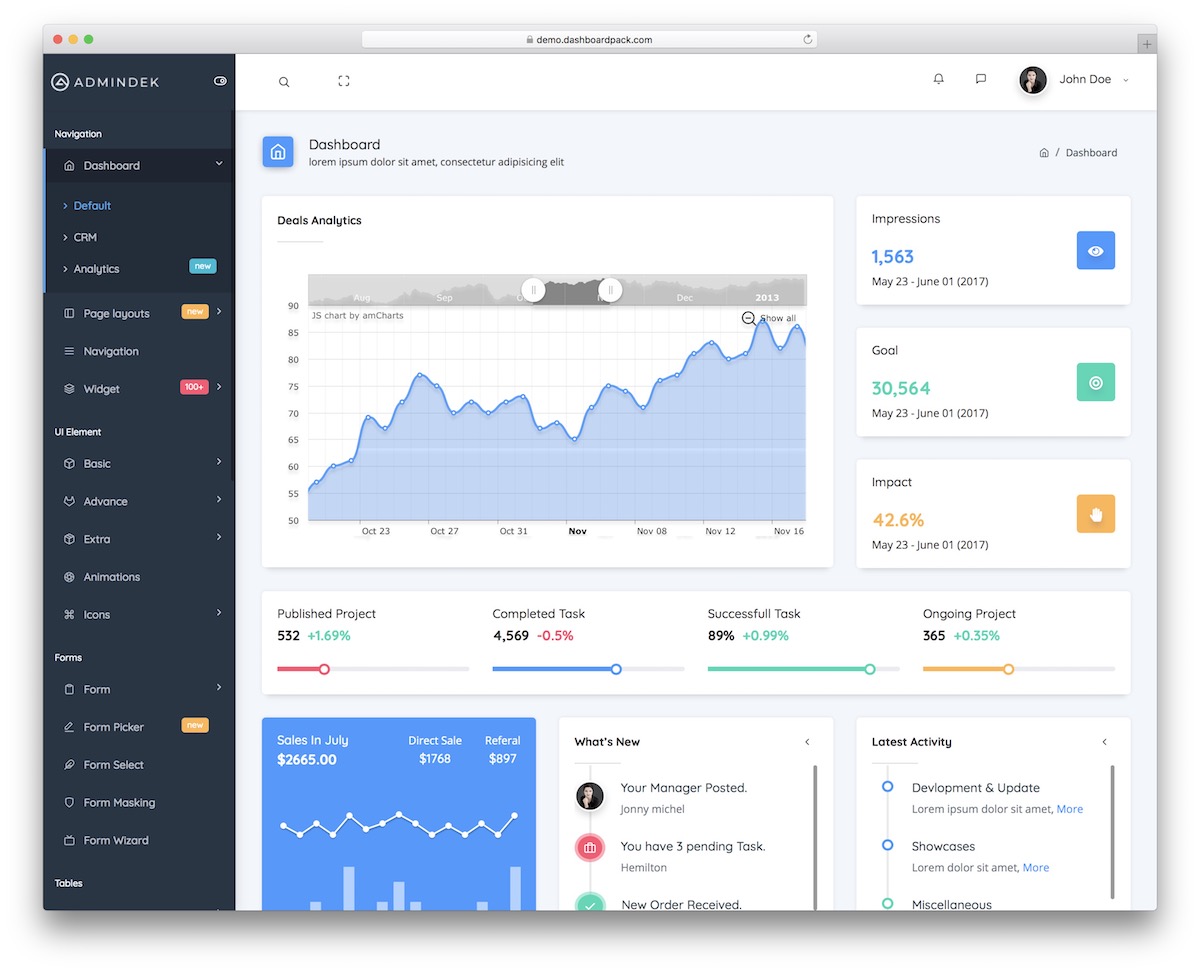 demo.dashboardpack.com
ADMINDEK
John Doe
Navigation
Dashboard
Default
CRM
Analytics new
Page layouts new
Navigation
Widget 100+
UI Element
Basic
Advance
Extra
Animations
Icons
Forms
Form
Form Picker new
Form Select
Form Masking
Form Wizard
Tables
Dashboard
lorem ipsum dolor sit amet, consectetur adipisicing elit
/ Dashboard
Deals Analytics
Aug Sep Dec 2013
JS chart by amCharts
Show all
90
85
80
75
70
65
60
55
50
Oct 23 Oct 27 Oct 31 Nov Nov 08 Nov 12 Nov 16
Impressions
1,563
May 23 - June 01 (2017)
Goal
30,564
May 23 - June 01 (2017)
Impact
42.6%
May 23 - June 01 (2017)
Published Project
532 +1.69%
Completed Task
4,569 -0.5%
Successfull Task
89% +0.99%
Ongoing Project
365 +0.35%
Sales In July
$2665.00
Direct Sale
$1768
Referal
$897
What's New
Your Manager Posted.
Jonny michel
You have 3 pending Task.
Hemilton
New Order Received.
Latest Activity
Devlopment & Update
Lorem ipsum dolor sit amet, More
Showcases
Lorem dolor sit amet, More
Miscellaneous